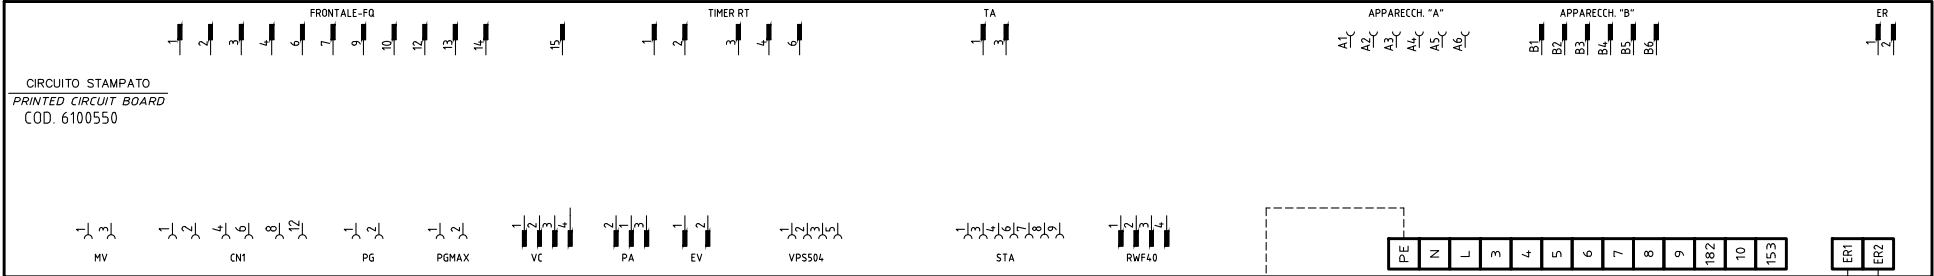 FRONTALE-FQ TIMER RT TA APPARECCH. "A" APPARECCH. "B" ER
1 2 3 4 6 7 9 10 12 13 14 15 1 2 3 4 6 1 3 A1 A2 A3 A4 A5 A6 B1 B2 B3 B4 B5 B6 1 2
CIRCUITO STAMPATO
PRINTED CIRCUIT BOARD
COD. 6100550
1 3 1 2 4 6 8 12 1 2 1 2 1 2 3 4 2 1 3 1 2 1 2 3 5 1 3 4 6 7 8 9 1 2 3 4
PE N L 3 4 5 6 7 8 9 182 10 153 ER1 ER2
MV CN1 PG PGMAX VC PA EV VPS504 STA RWF40